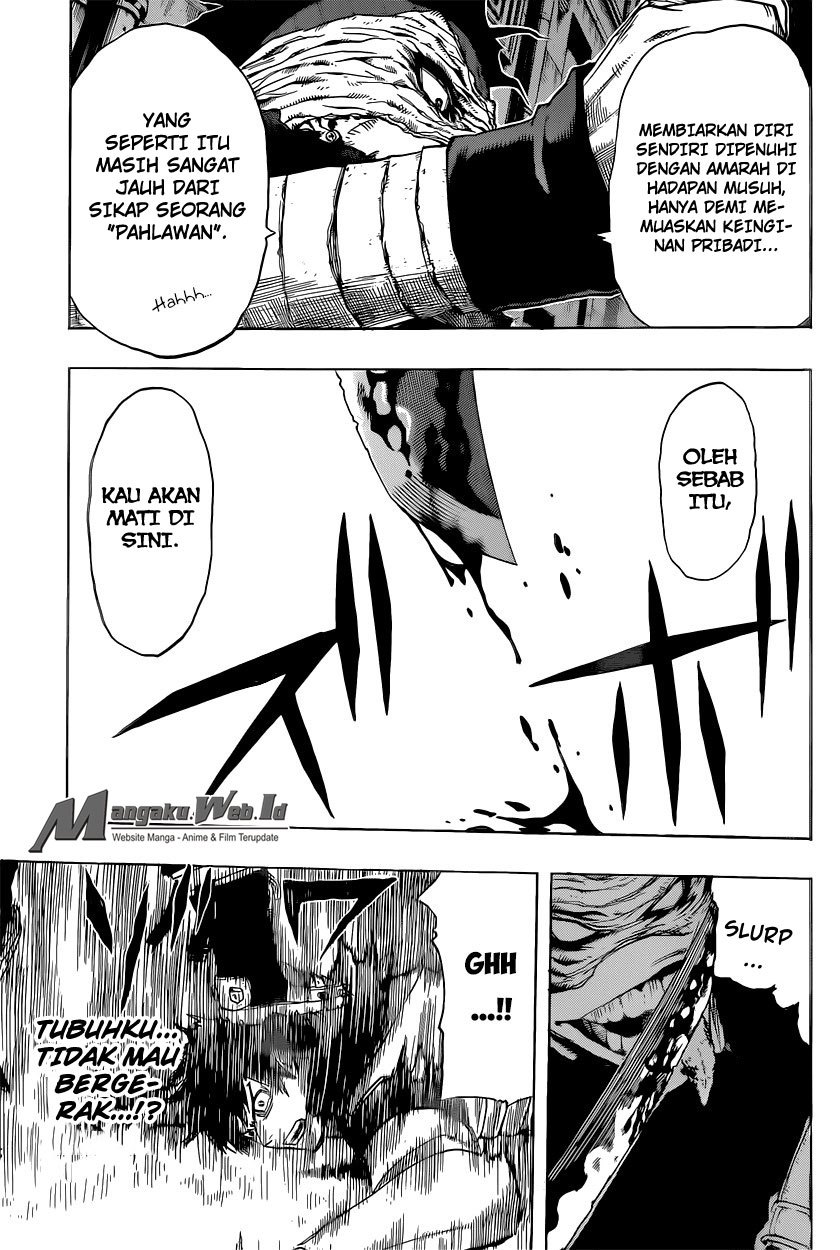 MEMBIARKAN DIRI
SENDIRI DIPENUHI
DENGAN AMARAH DI
HADAPAN MUSUH,
HANYA DEMI ME-
MUASKAN KEINGI-
NAN PRIBADI...
YANG
SEPERTI ITU
MASIH SANGAT
JAUH DARI
SIKAP SEORANG
"PAHLAWAN".
Hahhh...
OLEH
SEBAB
ITU,
KAU AKAN
MATI DI
SINI.
Mangaku.Web.Id
Website Manga - Anime & Film Terupdate
SLURP
...
GHH
...!!
TUBUHKU...
TIDAK MAU
BERGE-
RAK...!?